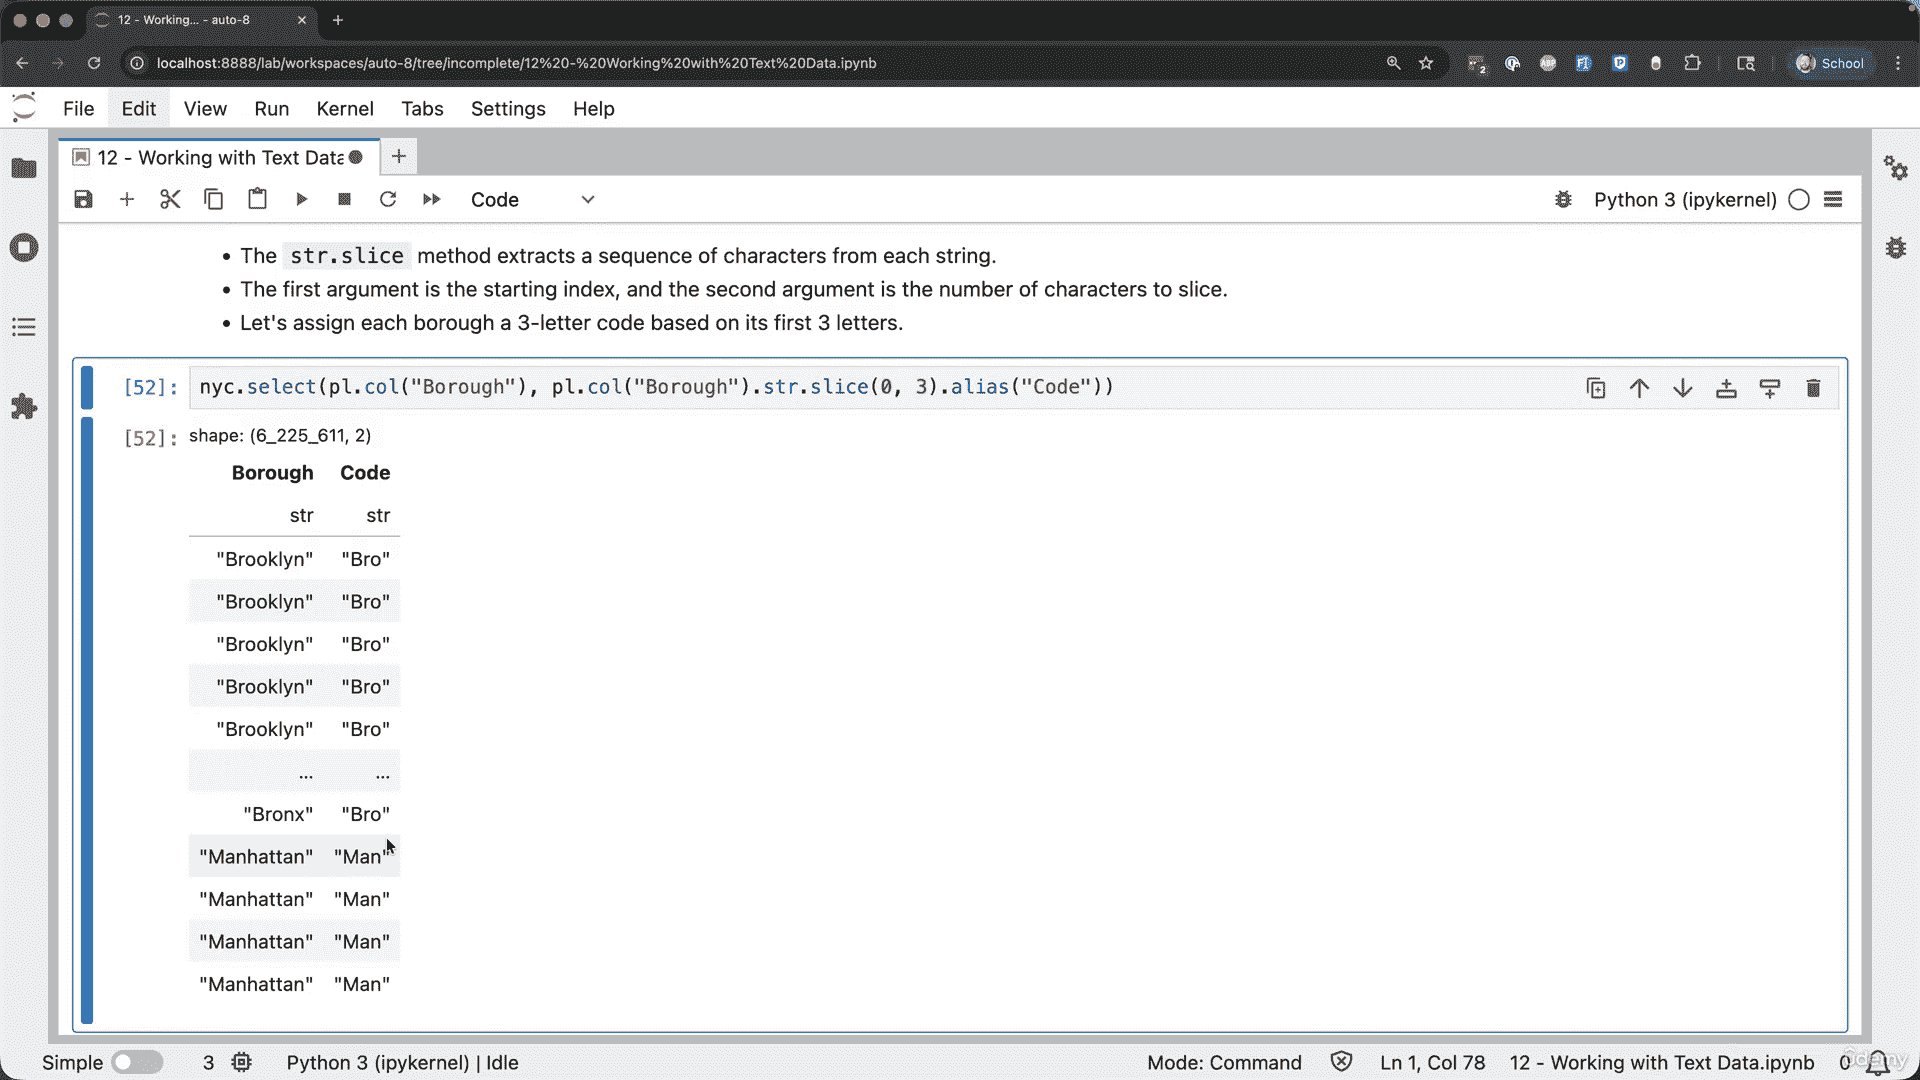 12 - Working... - auto-8
localhost:8888/lab/workspaces/auto-8/tree/incomplete/12%20-%20Working%20with%20Text%20Data.ipynb
2
ABP
School
File Edit View Run Kernel Tabs Settings Help
12 - Working with Text Data
Code
Python 3 (ipykernel)
• The str.slice method extracts a sequence of characters from each string.
• The first argument is the starting index, and the second argument is the number of characters to slice.
• Let's assign each borough a 3-letter code based on its first 3 letters.
[52]: nyc.select(pl.col("Borough"), pl.col("Borough").str.slice(0, 3).alias("Code"))
[52]: shape: (6_225_611, 2)
Borough Code
str str
"Brooklyn" "Bro"
"Brooklyn" "Bro"
"Brooklyn" "Bro"
"Brooklyn" "Bro"
"Brooklyn" "Bro"
... ...
"Bronx" "Bro"
"Manhattan" "Man"
"Manhattan" "Man"
"Manhattan" "Man"
"Manhattan" "Man"
Simple 3 Python 3 (ipykernel) | Idle Mode: Command Ln 1, Col 78 12 - Working with Text Data.ipynb 0
udemy